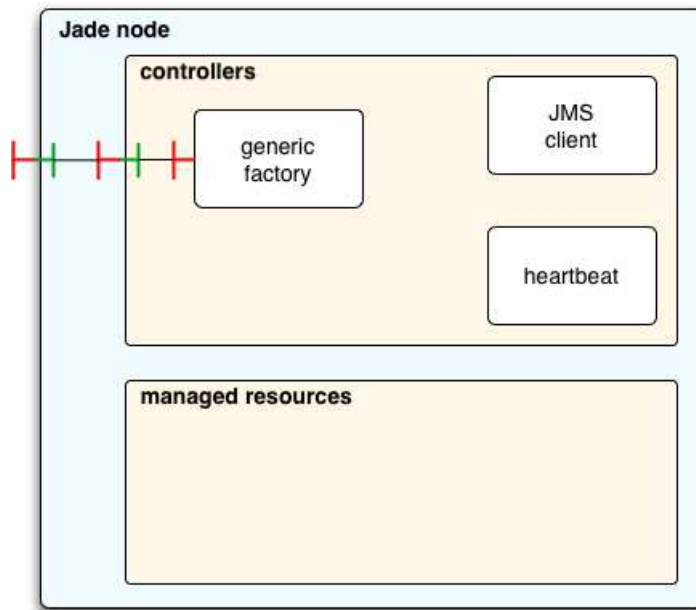 Jade node
controllers
generic
factory
JMS
client
heartbeat
managed resources